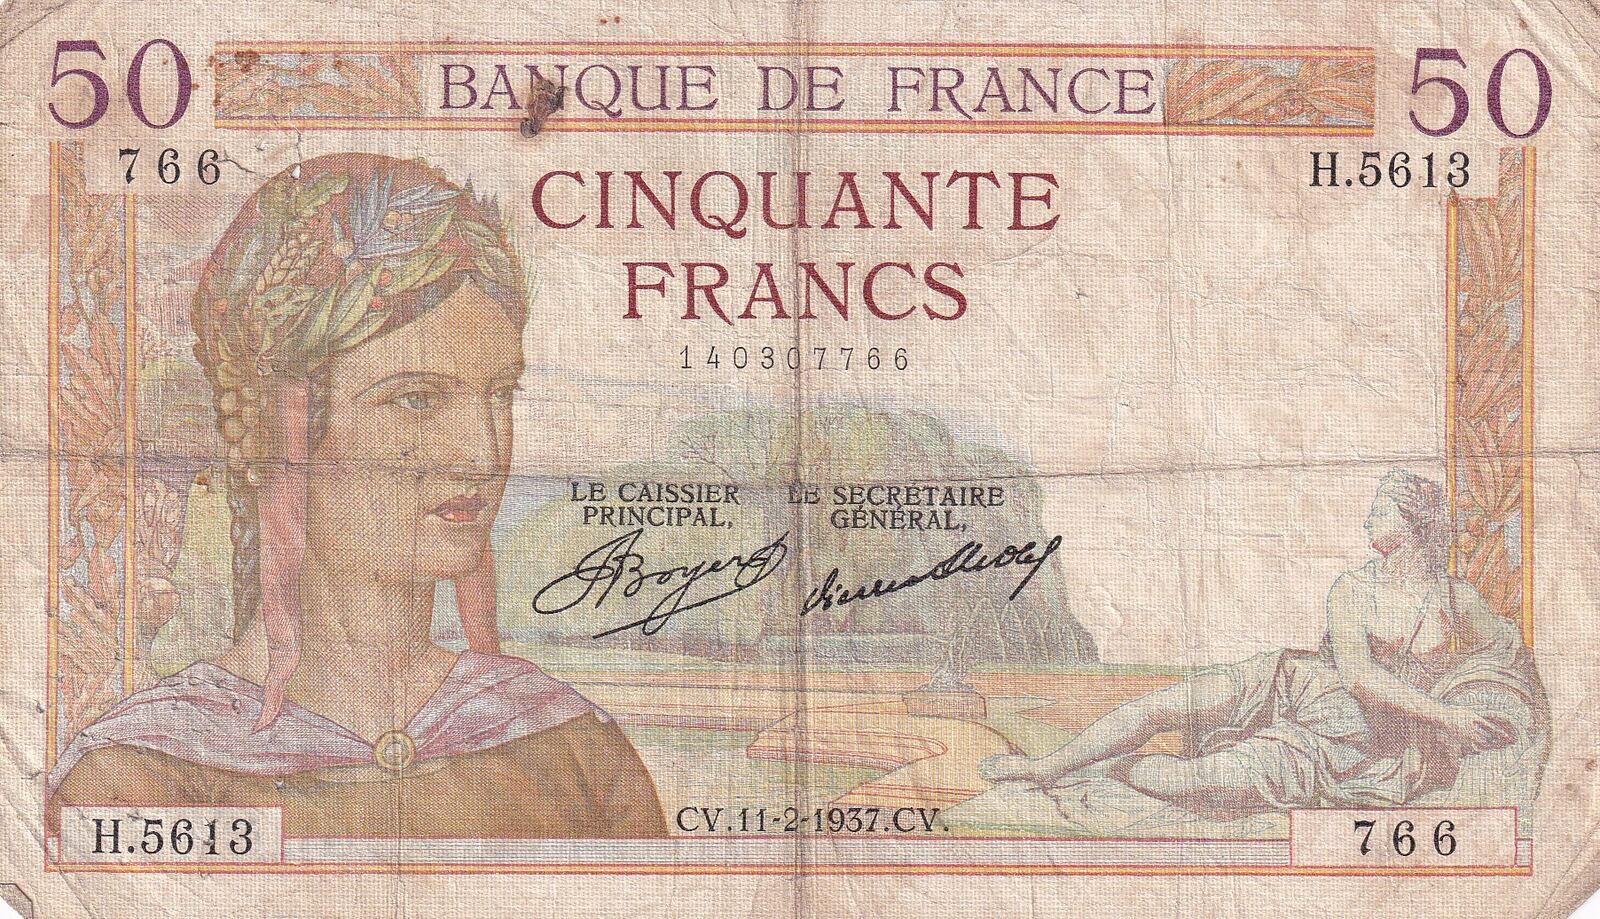 50 BANQUE DE FRANCE 50
766 H.5613
CINQUANTE
FRANCS
140307766
LE CAISSIER
PRINCIPAL,
LE SECRÉTAIRE
GÉNÉRAL,
Boyer
CV.11-2-1937.CV.
H.5613 766